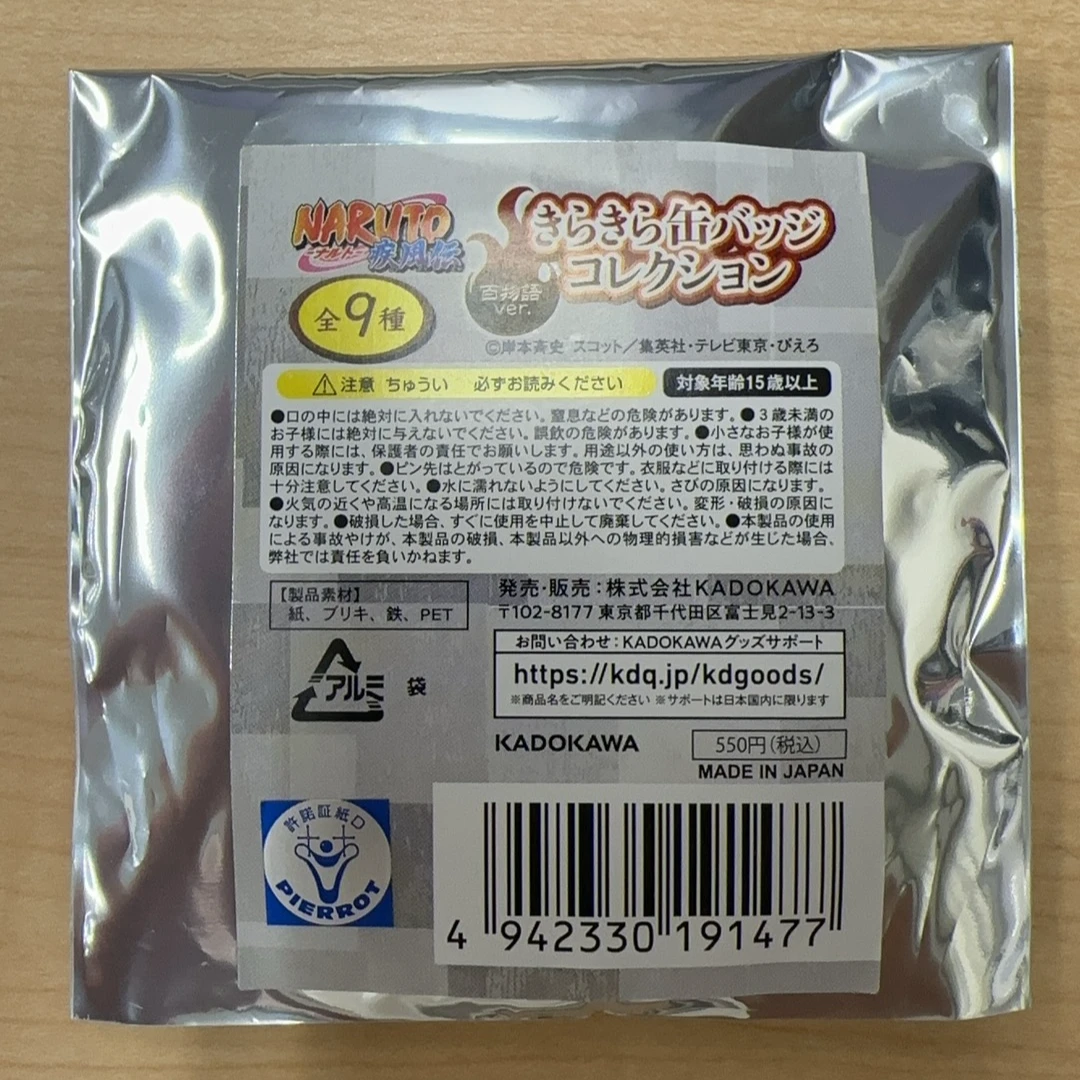 NARUTO
-ナルト-
疾風伝
きらきら缶バッジ
コレクション
百物語
ver.
全9種
©岸本斉史 スコット/集英社・テレビ東京・ぴえろ
⚠注意 ちゅうい 必ずお読みください
対象年齢15歳以上
●口の中には絶対に入れないでください。窒息などの危険があります。●3歳未満の
お子様には絶対に与えないでください。誤飲の危険があります。●小さなお子様が使
用する際には、保護者の責任でお願いします。用途以外の使い方は、思わぬ事故の
原因になります。●ピン先はとがっているので危険です。衣服などに取り付ける際には
十分注意してください。●水に濡れないようにしてください。さびの原因になります。
●火気の近くや高温になる場所には取り付けないでください。変形・破損の原因に
なります。●破損した場合、すぐに使用を中止して廃棄してください。●本製品の使用
による事故やけが、本製品の破損、本製品以外への物理的損害などが生じた場合、
弊社では責任を負いかねます。
【製品素材】
紙、ブリキ、鉄、PET
アルミ
袋
発売・販売：株式会社KADOKAWA
〒102-8177 東京都千代田区富士見2-13-3
お問い合わせ：KADOKAWAグッズサポート
https://kdq.jp/kdgoods/
※商品名をご明記ください ※サポートは日本国内に限ります
KADOKAWA
550円(税込)
MADE IN JAPAN
許諾証紙D
PIERROT
4 942330 191477